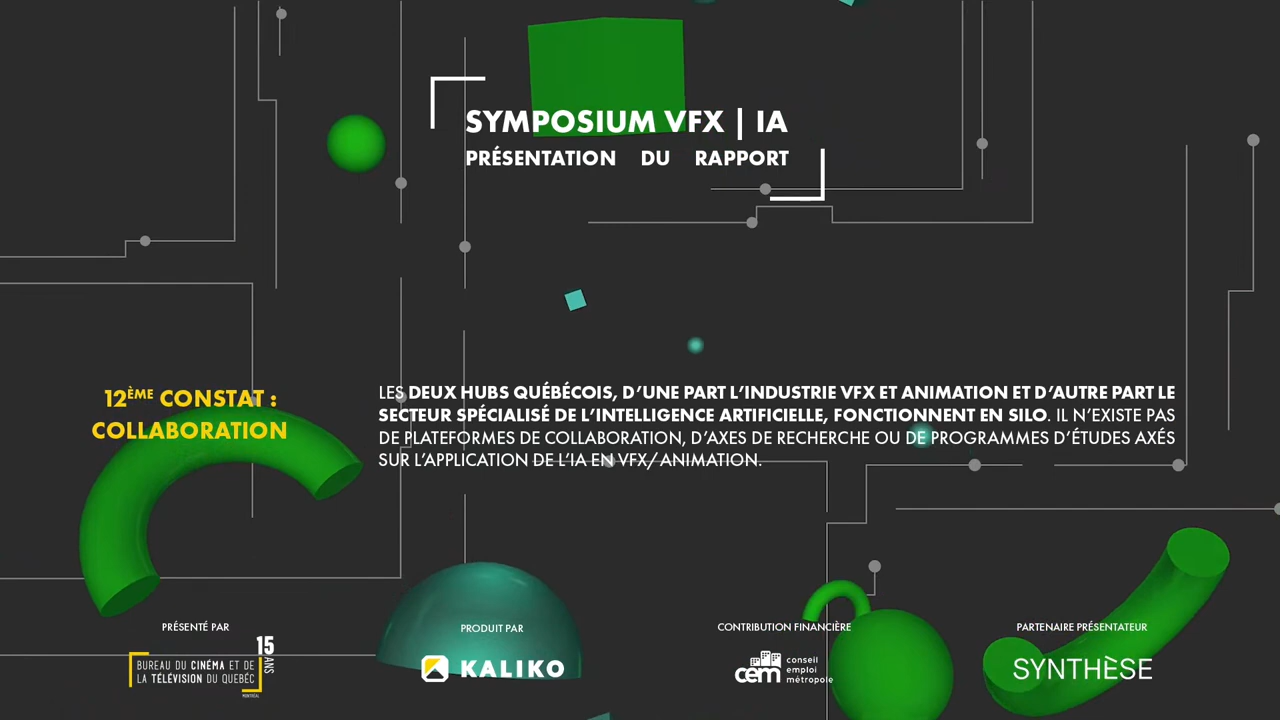 SYMPOSIUM VFX | IA
PRÉSENTATION DU RAPPORT
12ÈME CONSTAT :
COLLABORATION
LES DEUX HUBS QUÉBÉCOIS, D'UNE PART L'INDUSTRIE VFX ET ANIMATION ET D'AUTRE PART LE
SECTEUR SPÉCIALISÉ DE L'INTELLIGENCE ARTIFICIELLE, FONCTIONNENT EN SILO. IL N'EXISTE PAS
DE PLATEFORMES DE COLLABORATION, D'AXES DE RECHERCHE OU DE PROGRAMMES D'ÉTUDES AXÉS
SUR L'APPLICATION DE L'IA EN VFX/ANIMATION.
PRÉSENTÉ PAR
15 ANS
BUREAU DU CINÉMA ET DE
LA TÉLÉVISION DU QUÉBEC
MONTRÉAL
PRODUIT PAR
KALIKO
CONTRIBUTION FINANCIÈRE
cem
conseil
emploi
métropole
PARTENAIRE PRÉSENTATEUR
SYNTHÈSE